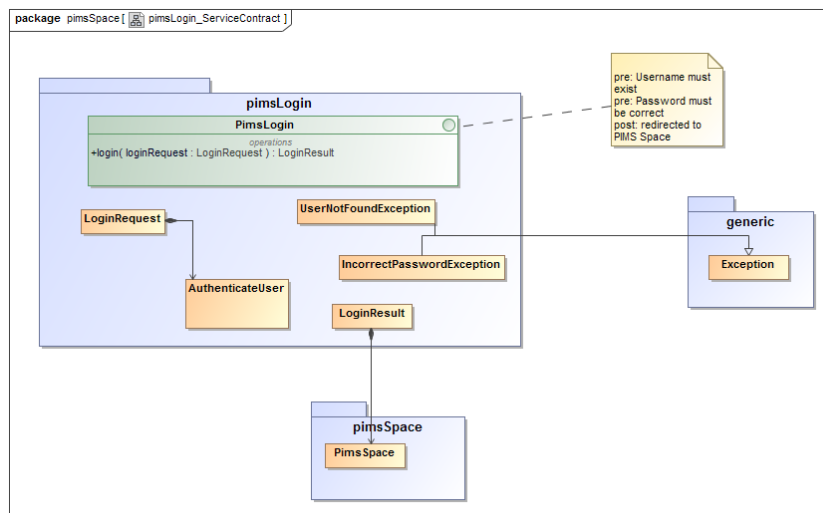 package pimsSpace [ pimsLogin_ServiceContract ]
pre: Username must
exist
pre: Password must
be correct
post: redirected to
PIMS Space
pimsLogin
PimsLogin
operations
+login( loginRequest : LoginRequest ) : LoginResult
LoginRequest
UserNotFoundException
generic
IncorrectPasswordException
Exception
AuthenticateUser
LoginResult
pimsSpace
PimsSpace